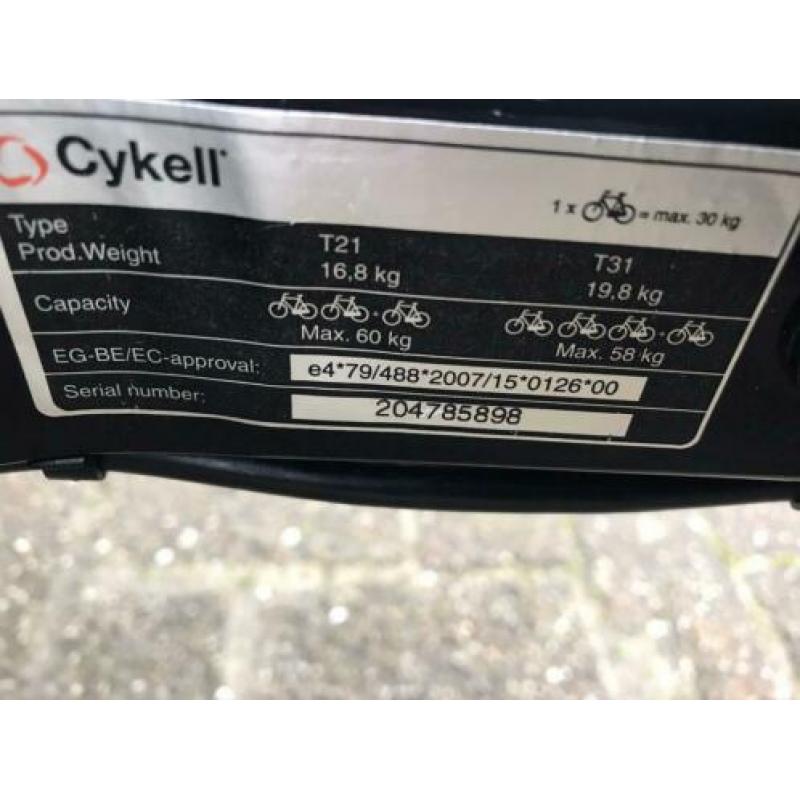 Cykell
1 x = max. 30 kg
Type T21 T31
Prod.Weight 16,8 kg 19,8 kg
Capacity
Max. 60 kg Max. 58 kg
EG-BE/EC-approval: e4*79/488*2007/15*0126*00
Serial number: 204785898